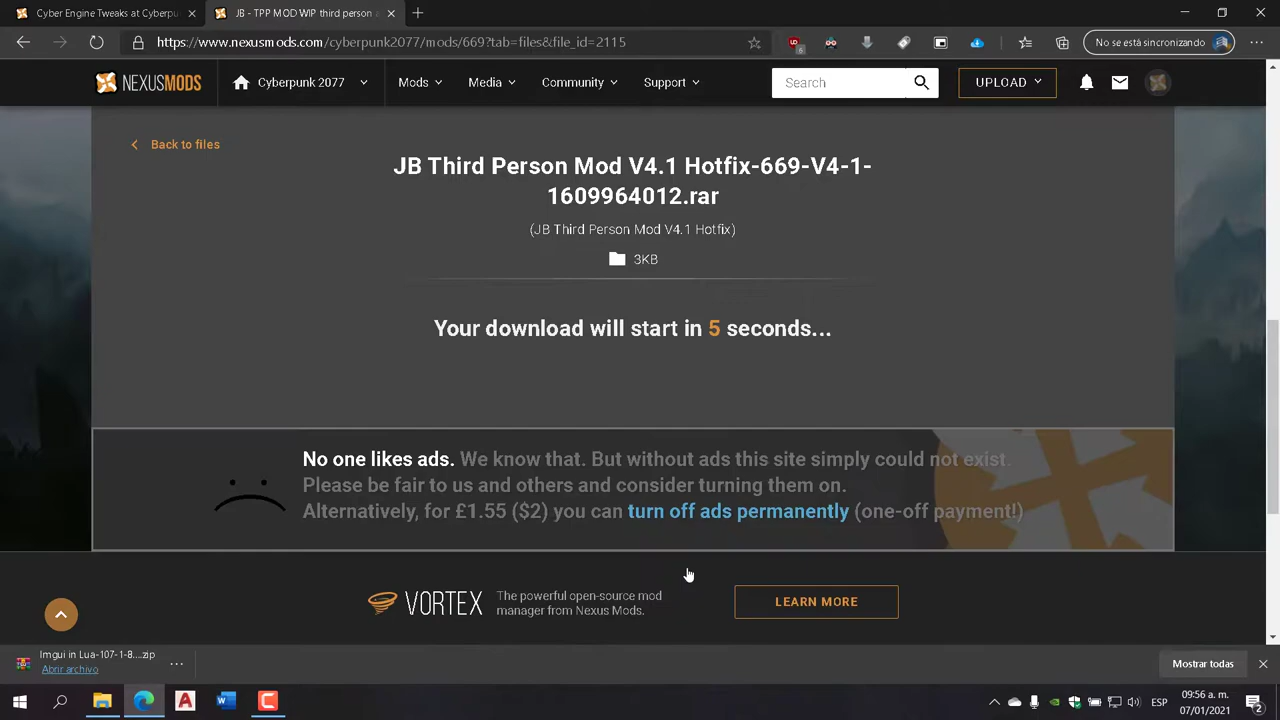 Cyber Engine Tweaks at Cyberpu
JB - TPP MOD WIP third person a
https://www.nexusmods.com/cyberpunk2077/mods/669?tab=files&file_id=2115
6
No se está sincronizando
NEXUSMODS
Cyberpunk 2077
Mods
Media
Community
Support
Search
UPLOAD
Back to files
JB Third Person Mod V4.1 Hotfix-669-V4-1-
1609964012.rar
(JB Third Person Mod V4.1 Hotfix)
3KB
Your download will start in 5 seconds...
No one likes ads. We know that. But without ads this site simply could not exist.
Please be fair to us and others and consider turning them on.
Alternatively, for £1.55 ($2) you can turn off ads permanently (one-off payment!)
VORTEX
The powerful open-source mod
manager from Nexus Mods.
LEARN MORE
Imgui in Lua-107-1-8....zip
Abrir archivo
Mostrar todas
ESP
09:56 a. m.
07/01/2021
2